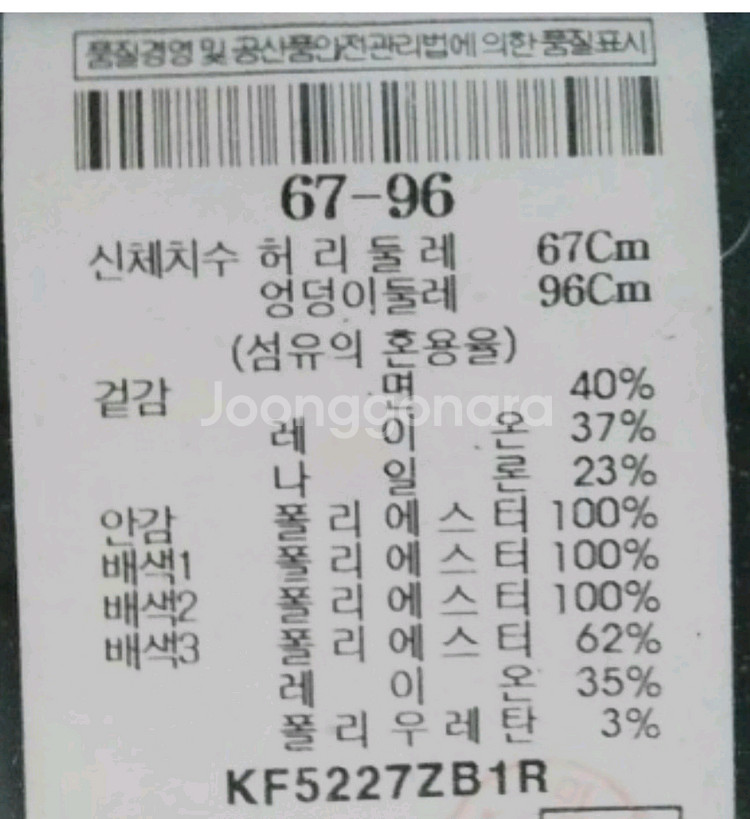 품질경영 및 공산품안전관리법에 의한 품질표시
67-96
신체치수 허리둘레 67Cm
엉덩이둘레 96Cm
(섬유의 혼용율)
겉감 면 40%
Joonggonara
레이온 37%
나일론 23%
안감 폴리에스터 100%
배색1 폴리에스터 100%
배색2 폴리에스터 100%
배색3 폴리에스터 62%
레이온 35%
폴리우레탄 3%
KF5227ZB1R